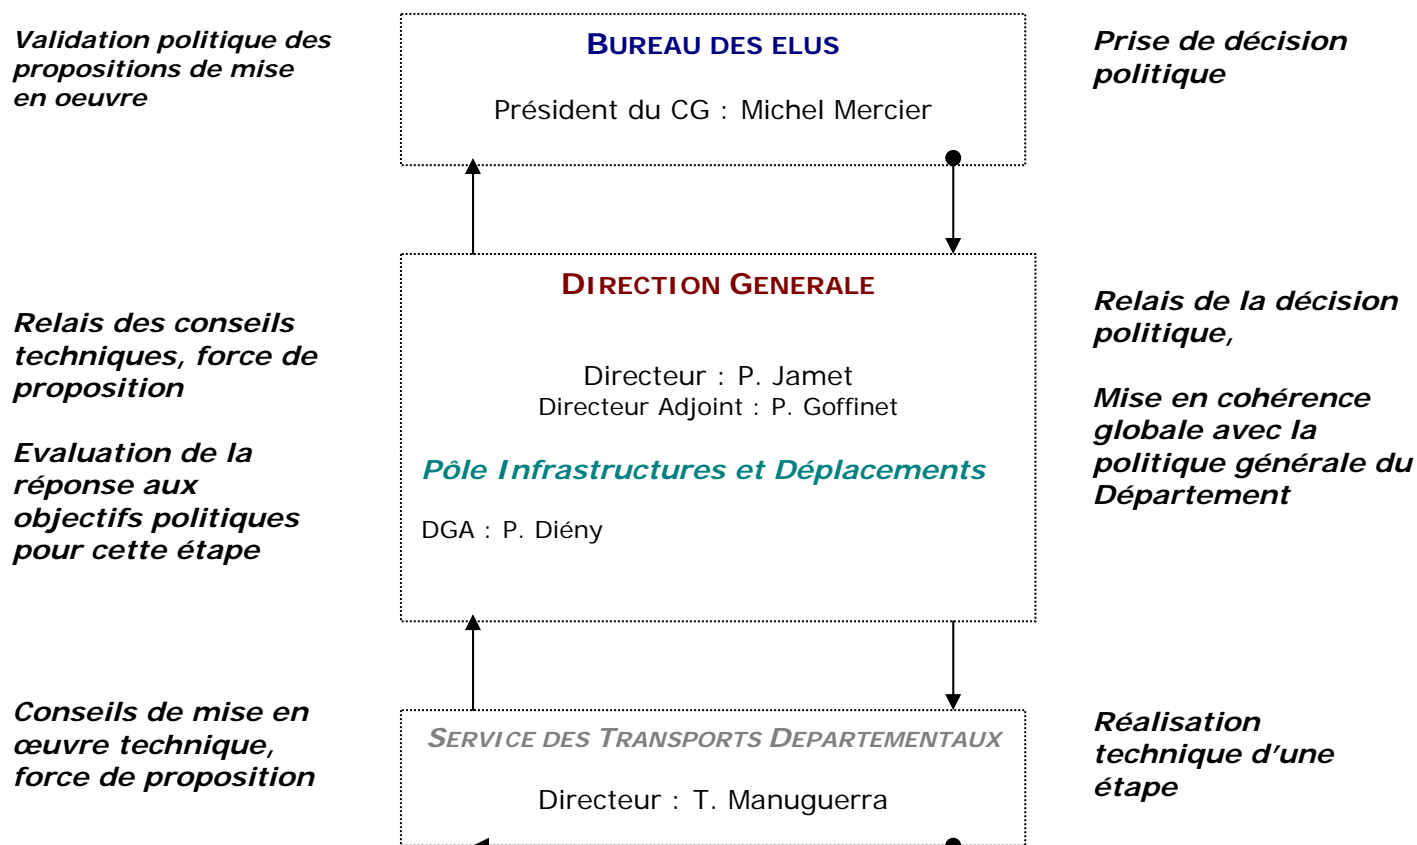 Validation politique des
propositions de mise
en oeuvre
BUREAU DES ELUS
Président du CG : Michel Mercier
Prise de décision
politique
Relais des conseils
techniques, force de
proposition
Evaluation de la
réponse aux
objectifs politiques
pour cette étape
DIRECTION GENERALE
Directeur : P. Jamet
Directeur Adjoint : P. Goffinet
Pôle Infrastructures et Déplacements
DGA : P. Diény
Relais de la décision
politique,
Mise en cohérence
globale avec la
politique générale du
Département
Conseils de mise en
œuvre technique,
force de proposition
SERVICE DES TRANSPORTS DEPARTEMENTAUX
Directeur : T. Manuguerra
Réalisation
technique d’une
étape